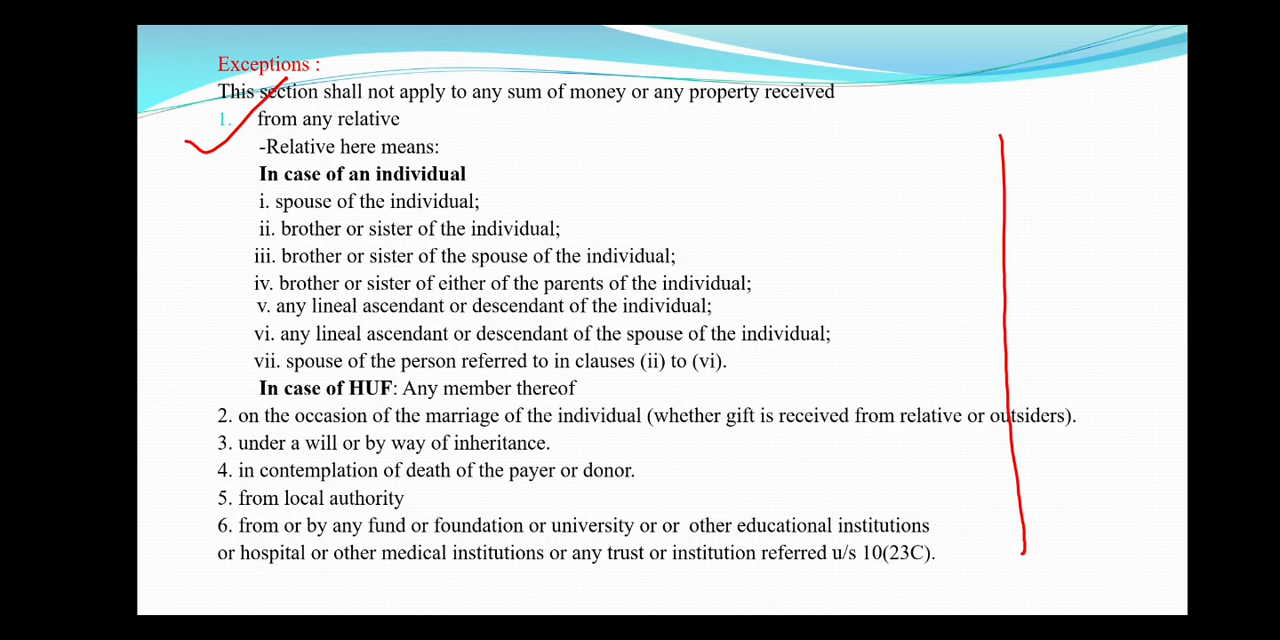 Exceptions :
This section shall not apply to any sum of money or any property received
1. from any relative
-Relative here means:
In case of an individual
i. spouse of the individual;
ii. brother or sister of the individual;
iii. brother or sister of the spouse of the individual;
iv. brother or sister of either of the parents of the individual;
v. any lineal ascendant or descendant of the individual;
vi. any lineal ascendant or descendant of the spouse of the individual;
vii. spouse of the person referred to in clauses (ii) to (vi).
In case of HUF: Any member thereof
2. on the occasion of the marriage of the individual (whether gift is received from relative or outsiders).
3. under a will or by way of inheritance.
4. in contemplation of death of the payer or donor.
5. from local authority
6. from or by any fund or foundation or university or or other educational institutions
or hospital or other medical institutions or any trust or institution referred u/s 10(23C).